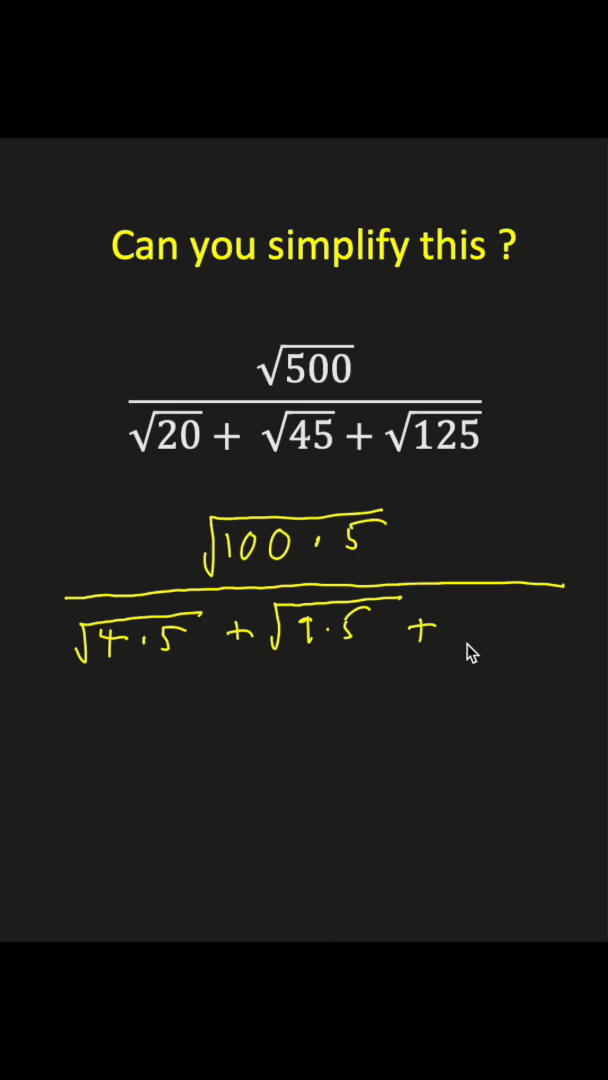 Can you simplify this ?
√500
√20 + √45 + √125
√100 · 5
√4 · 5 + √9 · 5 +